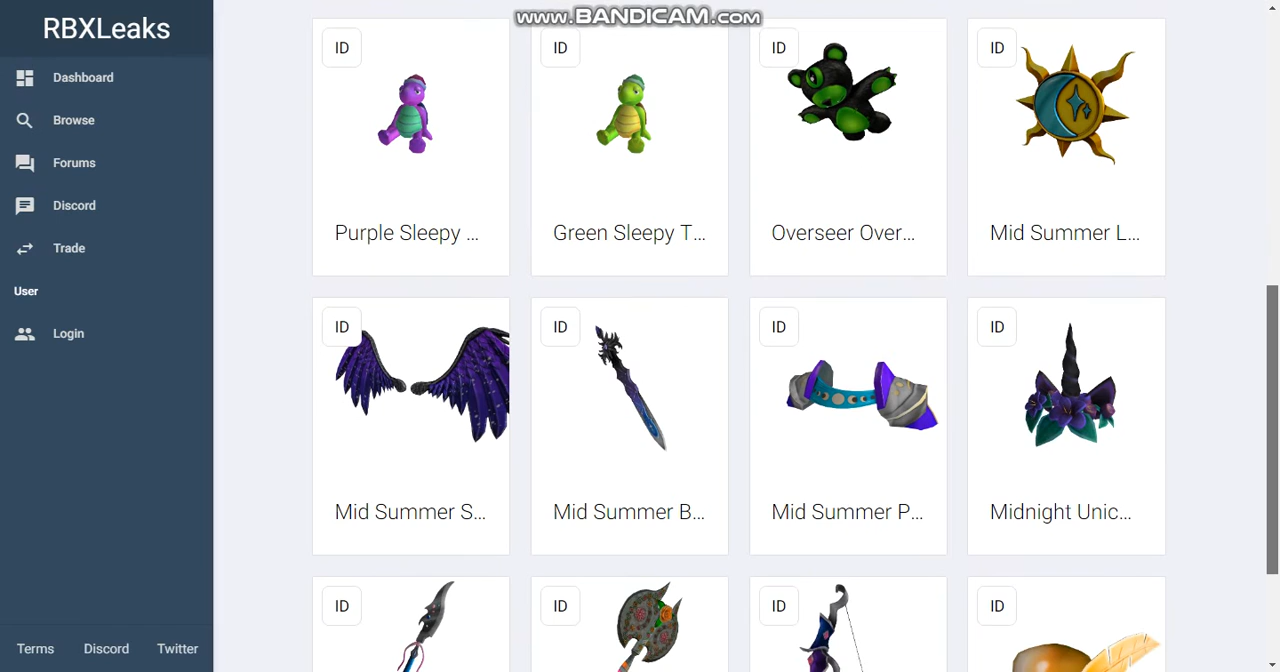 www.BANDICAM.com
RBXLeaks
Dashboard
Browse
Forums
Discord
Trade
User
Login
Terms Discord Twitter
ID ID ID ID
Purple Sleepy ... Green Sleepy T... Overseer Over... Mid Summer L...
ID ID ID ID
Mid Summer S... Mid Summer B... Mid Summer P... Midnight Unic...
ID ID ID ID